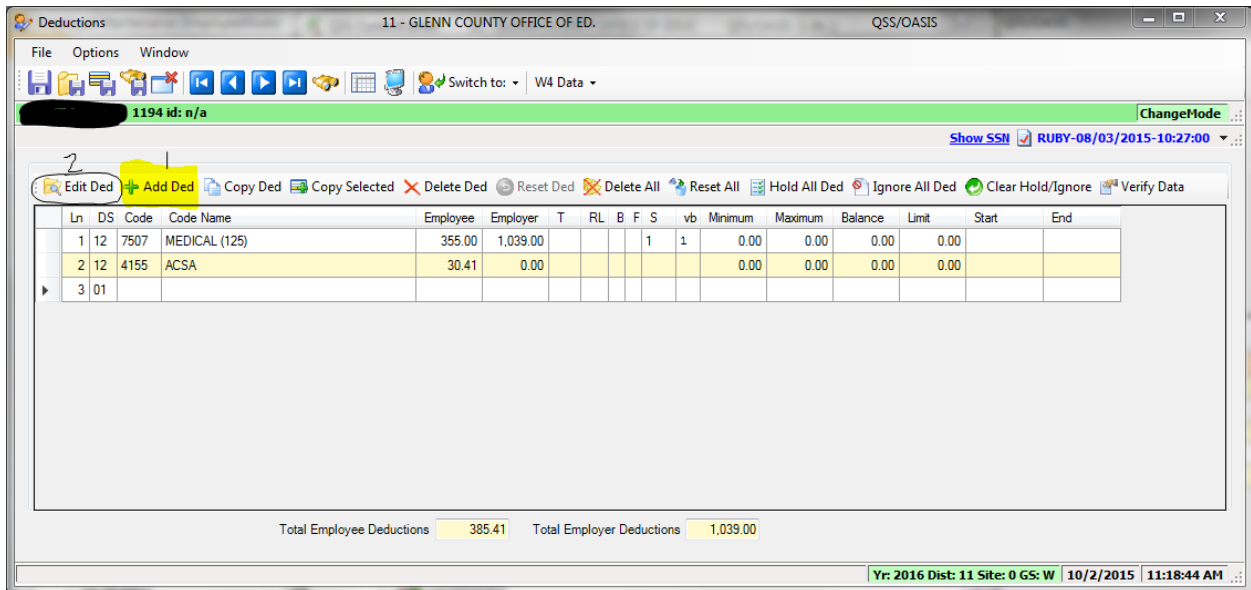 Deductions 11 - GLENN COUNTY OFFICE OF ED. QSS/OASIS
File Options Window
Switch to: W4 Data
1194 id: n/a ChangeMode
Show SSN RUBY-08/03/2015-10:27:00
2 1
Edit Ded Add Ded Copy Ded Copy Selected Delete Ded Reset Ded Delete All Reset All Hold All Ded Ignore All Ded Clear Hold/Ignore Verify Data
Ln DS Code Code Name Employee Employer T RL B F S vb Minimum Maximum Balance Limit Start End
1 12 7507 MEDICAL (125) 355.00 1,039.00 1 1 0.00 0.00 0.00 0.00
2 12 4155 ACSA 30.41 0.00 0.00 0.00 0.00 0.00
3 01
Total Employee Deductions 385.41 Total Employer Deductions 1,039.00
Yr: 2016 Dist: 11 Site: 0 GS: W 10/2/2015 11:18:44 AM